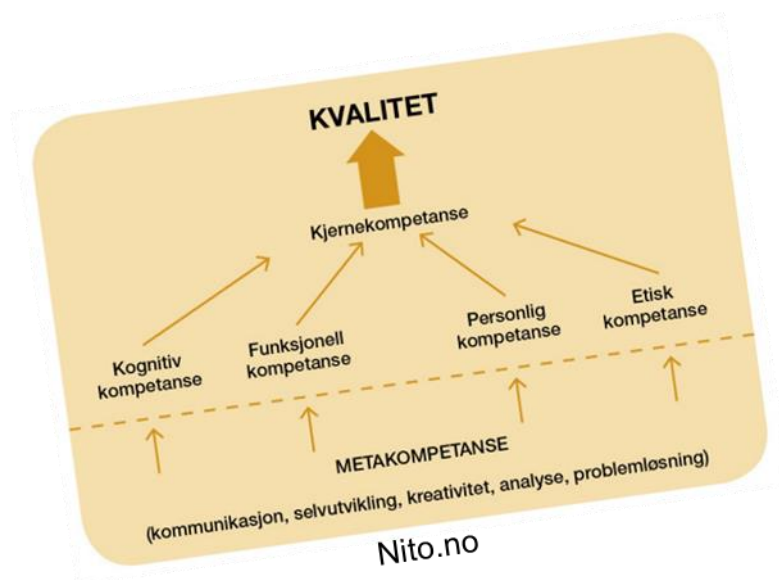 KVALITET
Kjernekompetanse
Kognitiv
kompetanse
Funksjonell
kompetanse
Personlig
kompetanse
Etisk
kompetanse
METAKOMPETANSE
(kommunikasjon, selvutvikling, kreativitet, analyse, problemløsning)
Nito.no